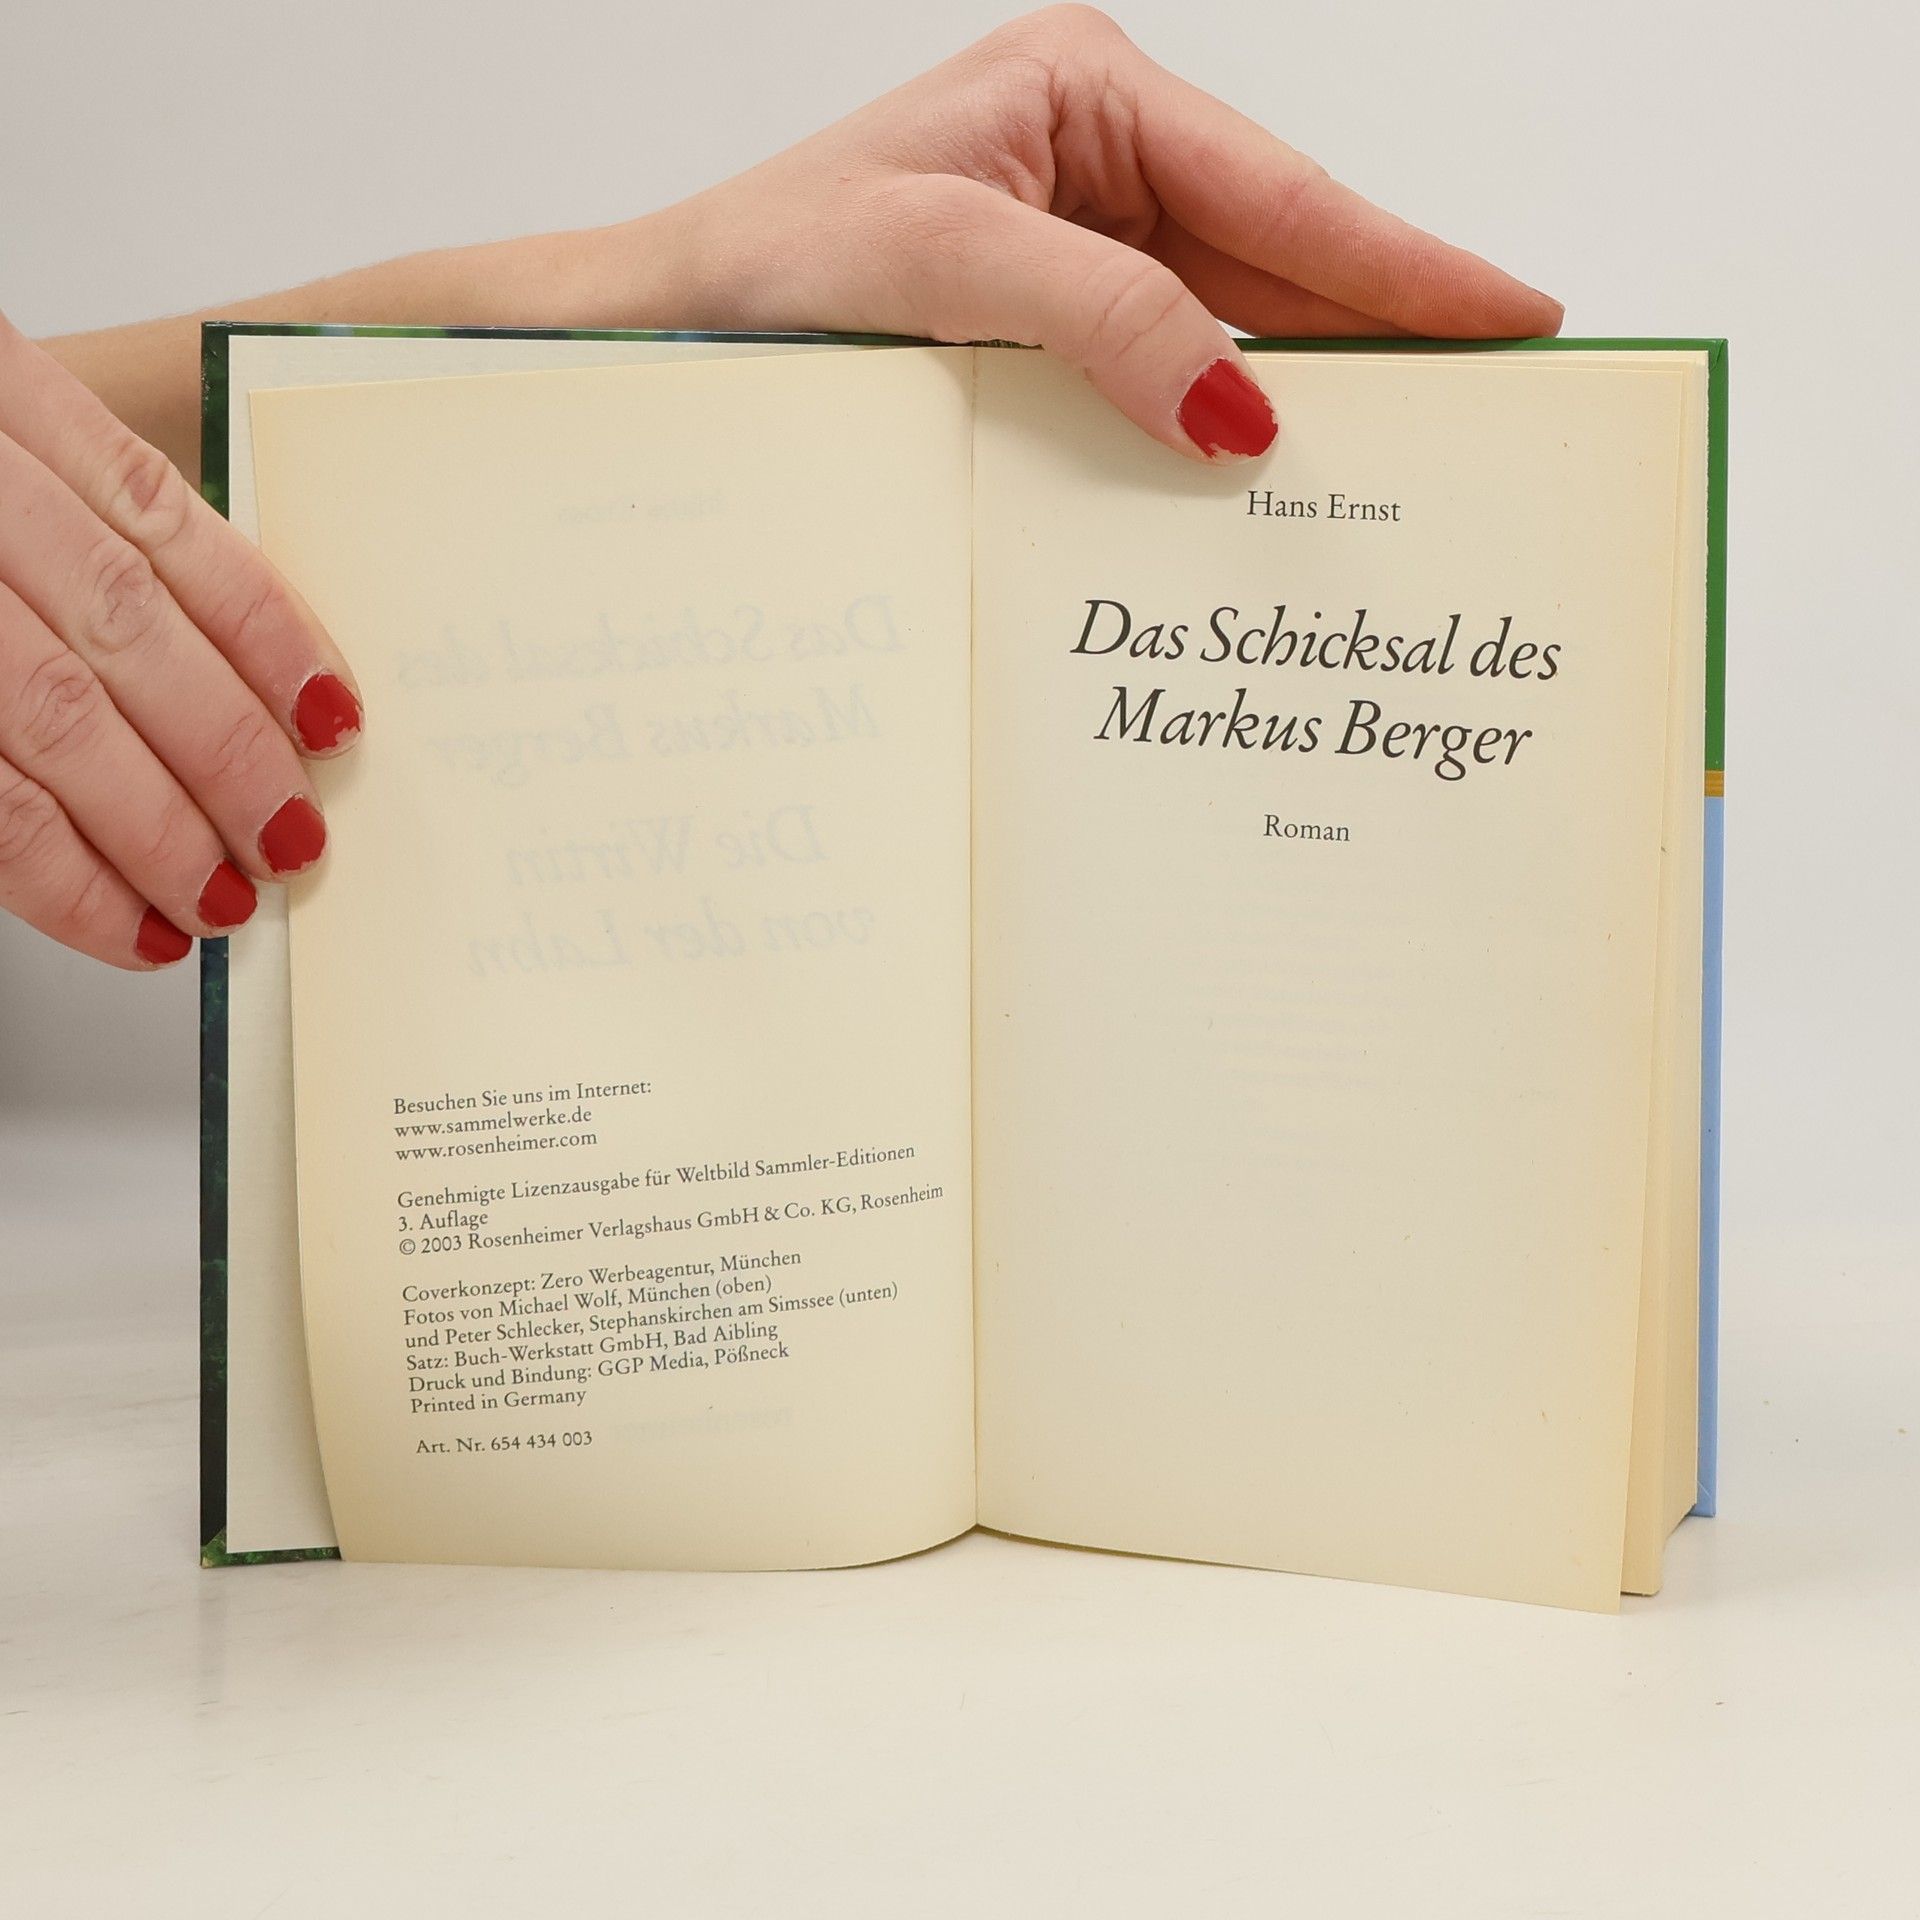 Besuchen Sie uns im Internet:
www.sammelwerke.de
www.rosenheimer.com
Genehmigte Lizenzausgabe für Weltbild Sammler-Editionen
3. Auflage
© 2003 Rosenheimer Verlagshaus GmbH & Co. KG, Rosenheim
Coverkonzept: Zero Werbeagentur, München
Fotos von Michael Wolf, München (oben)
und Peter Schlecker, Stephanskirchen am Simssee (unten)
Satz: Buch-Werkstatt GmbH, Bad Aibling
Druck und Bindung: GGP Media, Pößneck
Printed in Germany
Art. Nr. 654 434 003
Hans Ernst
Das Schicksal des
Markus Berger
Roman